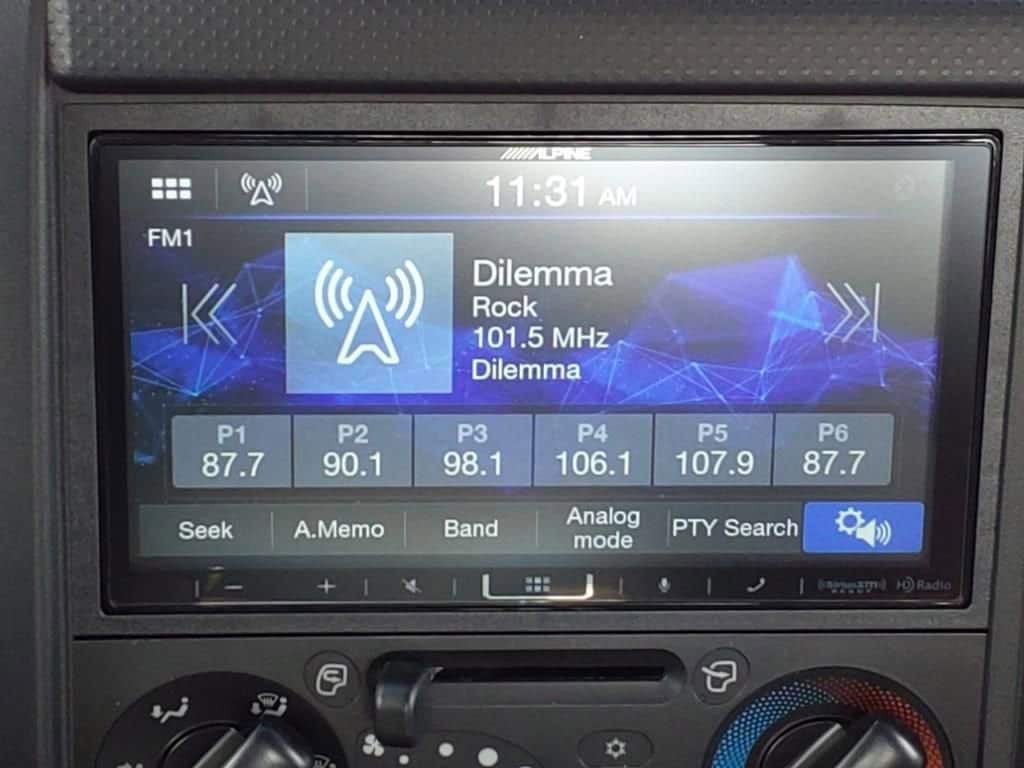 ALPINE
11:31 AM
FM1
Dilemma
Rock
101.5 MHz
Dilemma
P1 P2 P3 P4 P5 P6
87.7 90.1 98.1 106.1 107.9 87.7
Seek A.Memo Band Analog mode PTY Search
HD Radio